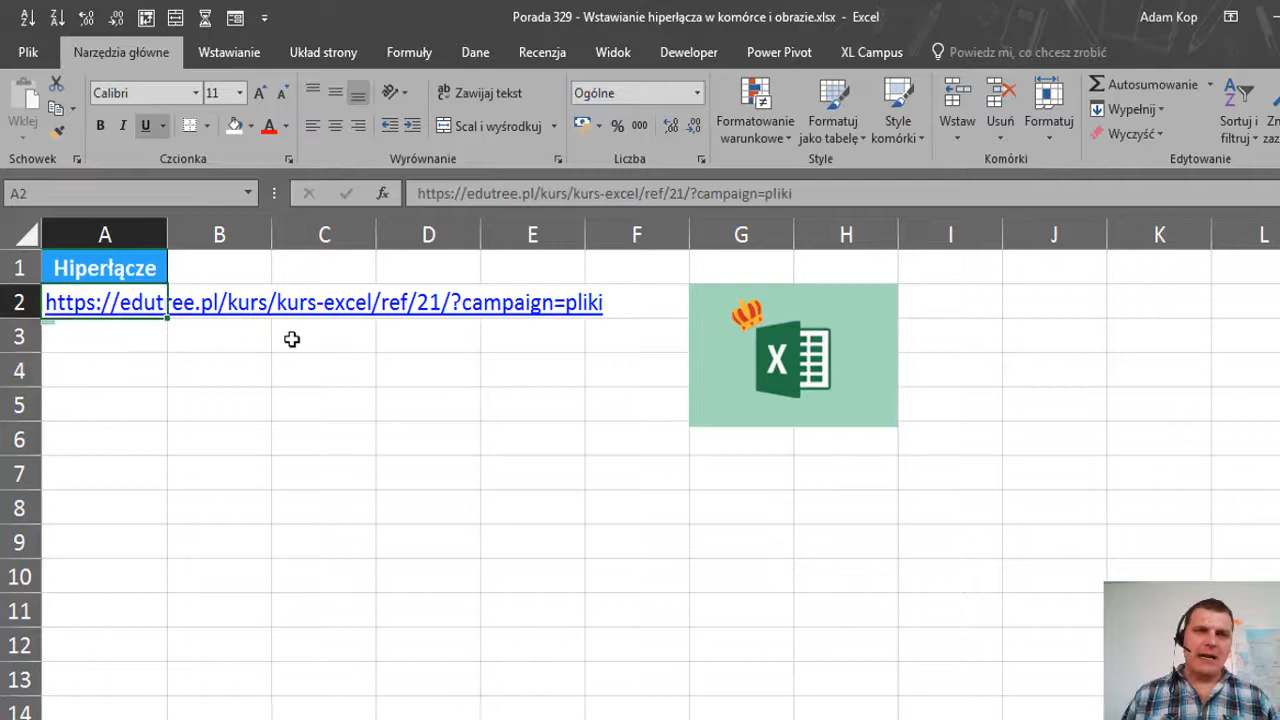 Porada 329 - Wstawianie hiperłącza w komórce i obrazie.xlsx - Excel
Adam Kop
Plik
Narzędzia główne
Wstawianie
Układ strony
Formuły
Dane
Recenzja
Widok
Deweloper
Power Pivot
XL Campus
Powiedz mi, co chcesz zrobić
Wklej
Calibri
11
Zawijaj tekst
Ogólne
Formatowanie warunkowe
Formatuj jako tabelę
Style komórki
Wstaw
Usuń
Formatuj
Autosumowanie
Wypełnij
Wyczyść
Sortuj i filtruj
B I U
Scal i wyśrodkuj
% 000
Schowek
Czcionka
Wyrównanie
Liczba
Style
Komórki
Edytowanie
A2
fx
https://edutree.pl/kurs/kurs-excel/ref/21/?campaign=pliki
A B C D E F G H I J K L
1 Hiperłącze
2 https://edutree.pl/kurs/kurs-excel/ref/21/?campaign=pliki
3
4
5
6
7
8
9
10
11
12
13
14
X